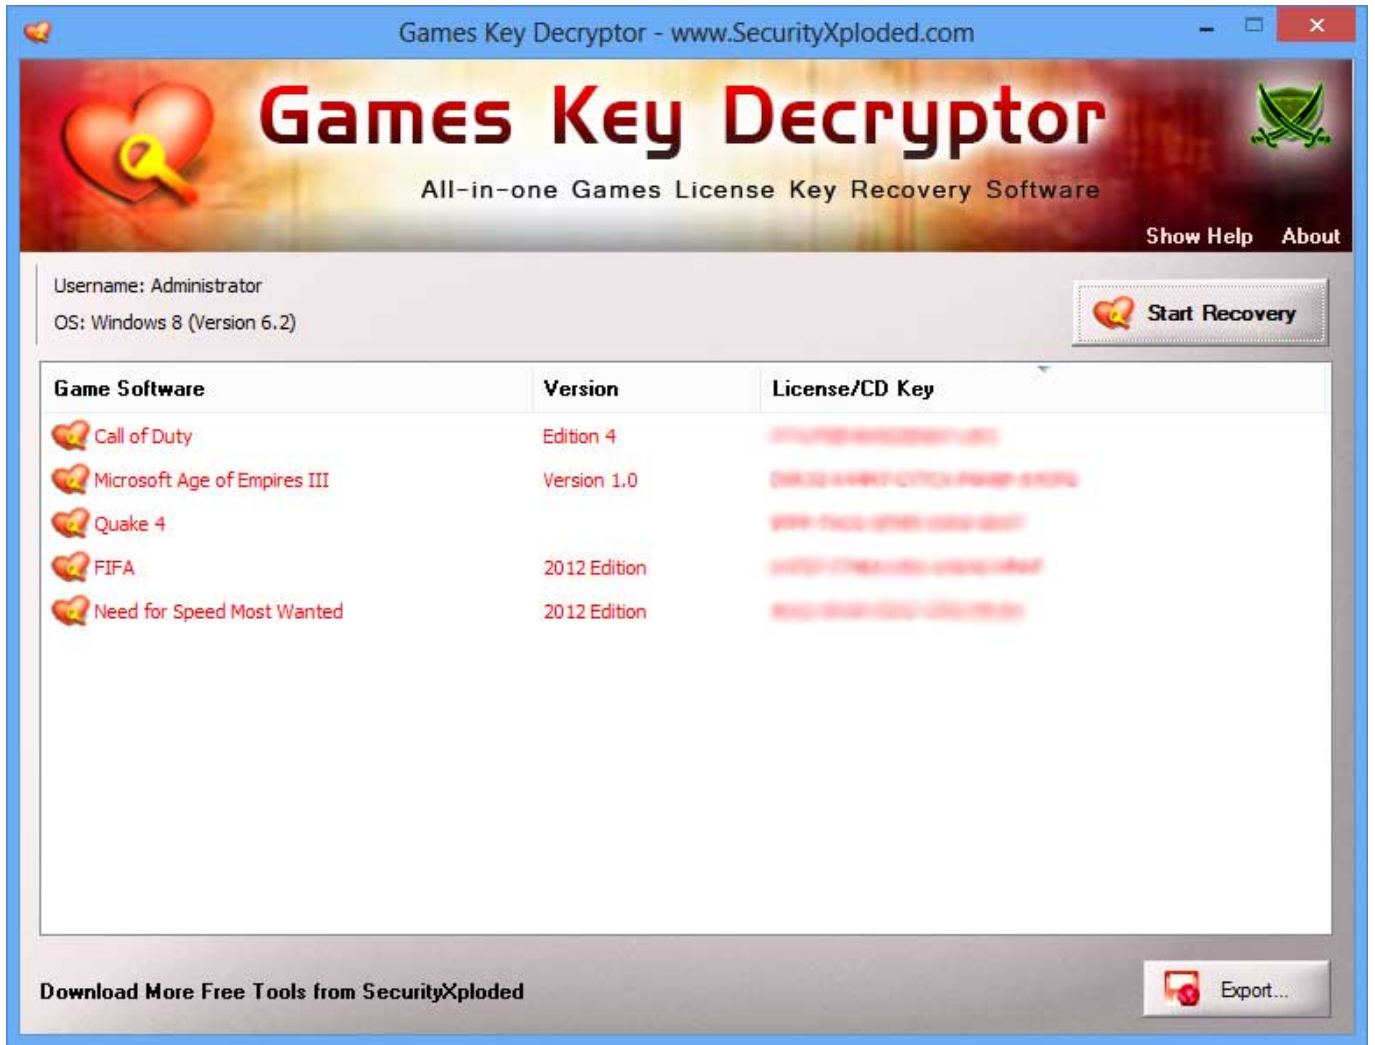 Games Key Decryptor - www.SecurityXploded.com
Games Key Decryptor
All-in-one Games License Key Recovery Software
Show Help About
Username: Administrator
OS: Windows 8 (Version 6.2)
Start Recovery
Game Software Version License/CD Key
Call of Duty Edition 4
Microsoft Age of Empires III Version 1.0
Quake 4
FIFA 2012 Edition
Need for Speed Most Wanted 2012 Edition
Download More Free Tools from SecurityXploded
Export...